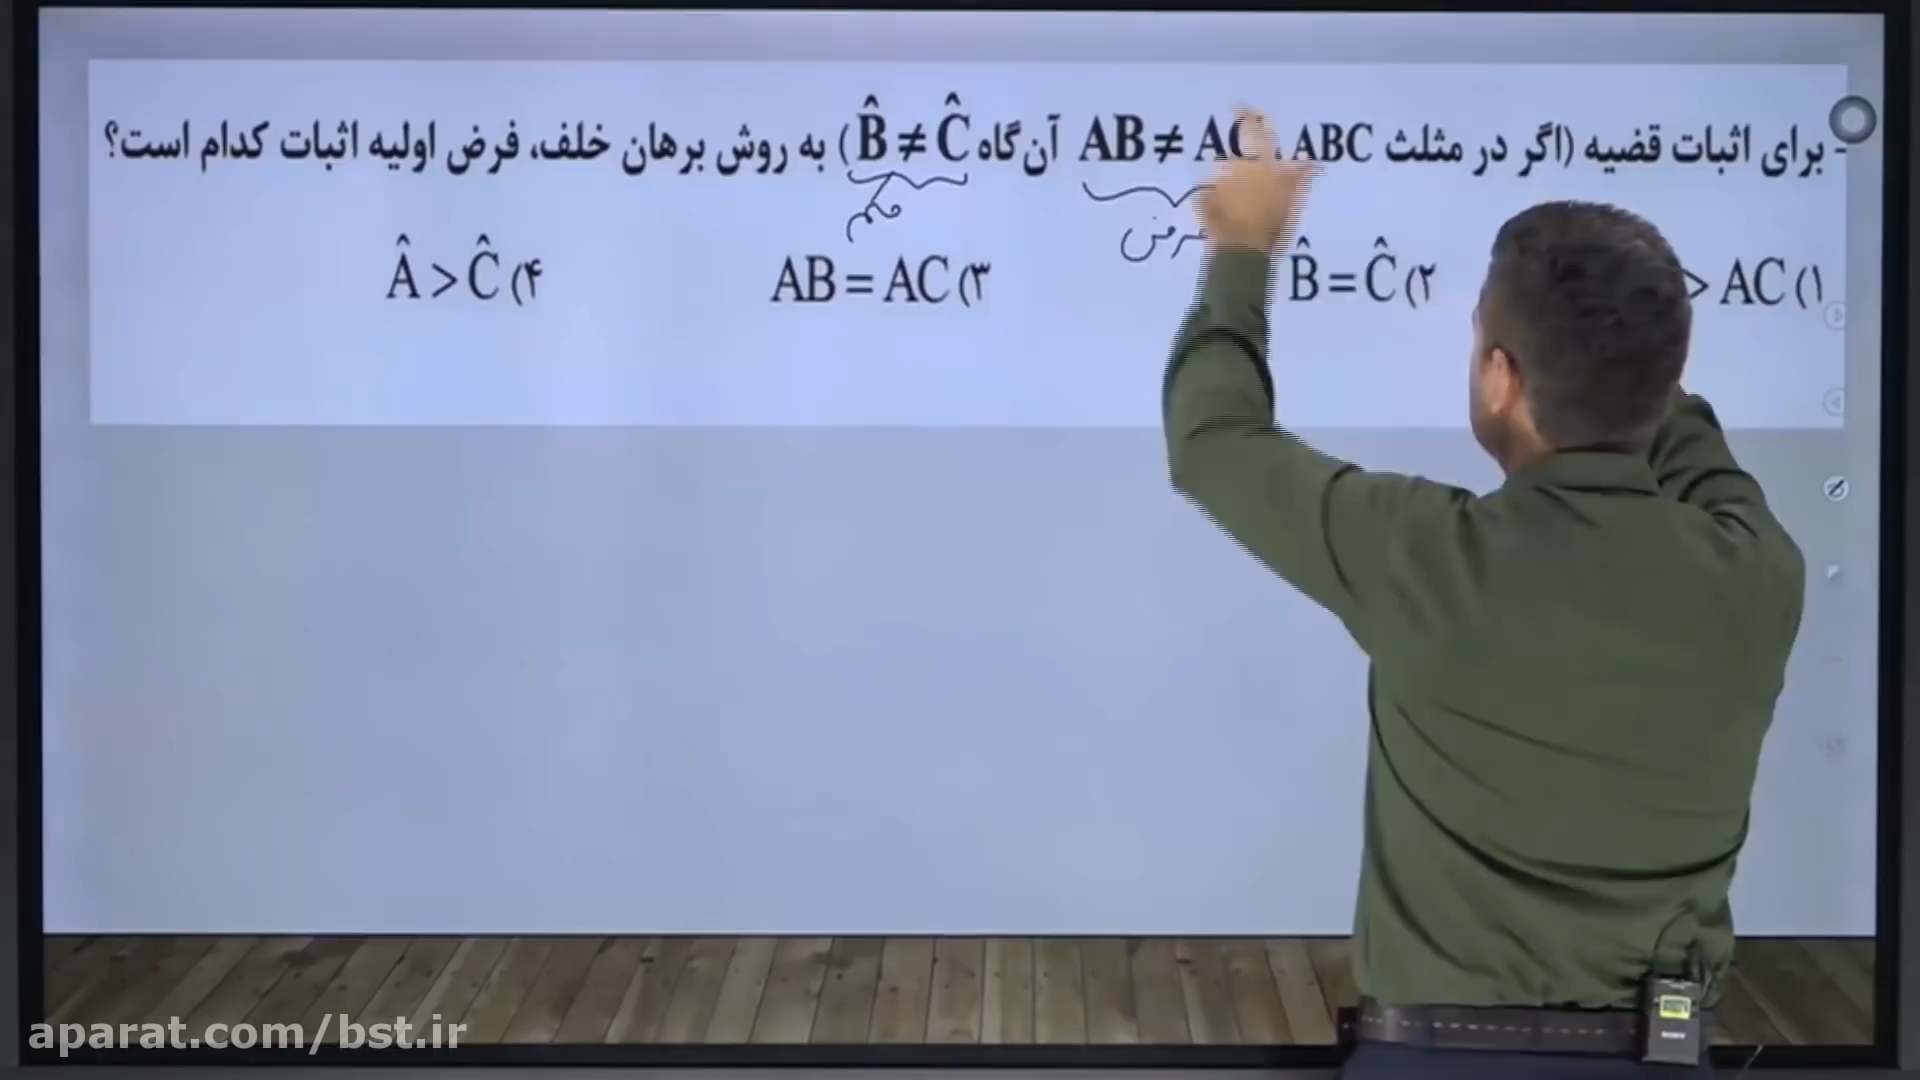 - برای اثبات قضیه (اگر در مثلث ABC، AB ≠ AC آن‌گاه B̂ ≠ Ĉ) به روش برهان خلف، فرض اولیه اثبات کدام است؟
فرض
حکم
۱) > AC ۲) B̂ = Ĉ ۳) AB = AC ۴) Â > Ĉ
aparat.com/bst.ir